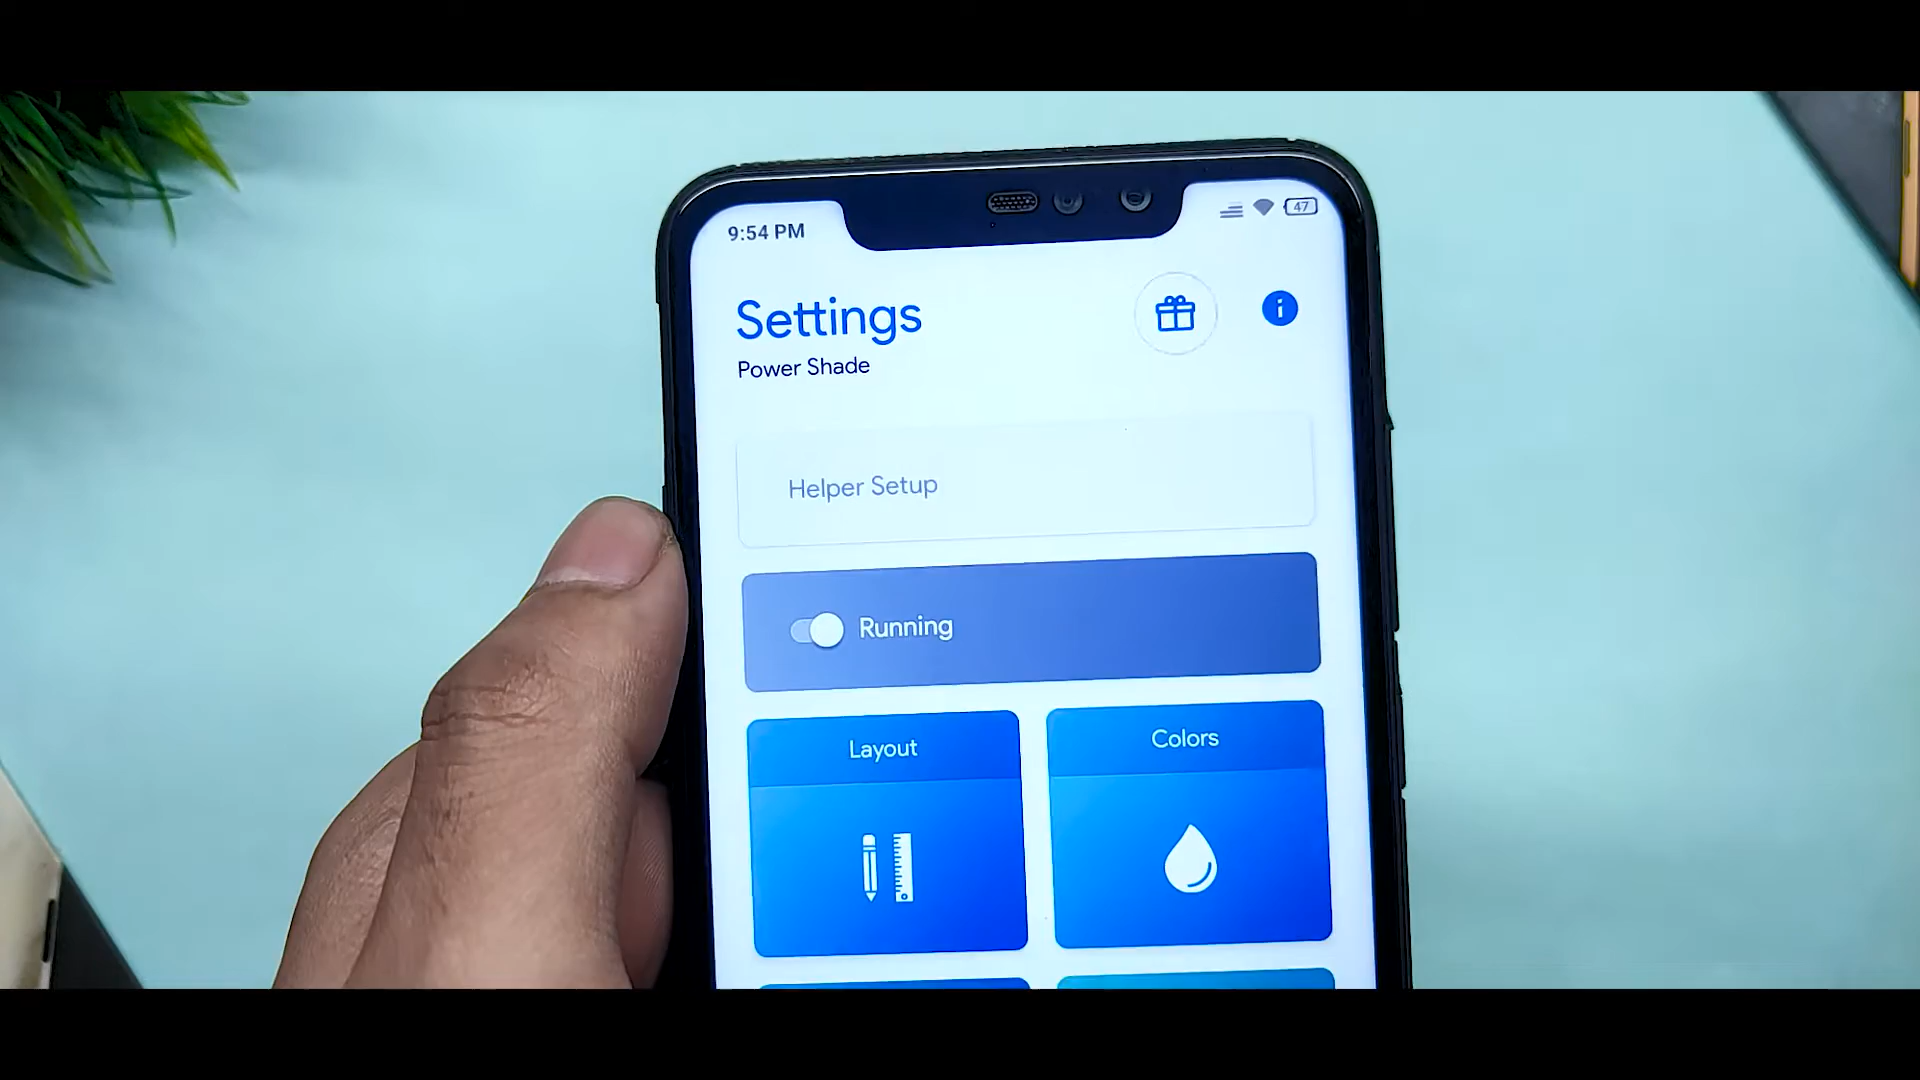 9:54 PM
47
Settings
Power Shade
Helper Setup
Running
Layout
Colors